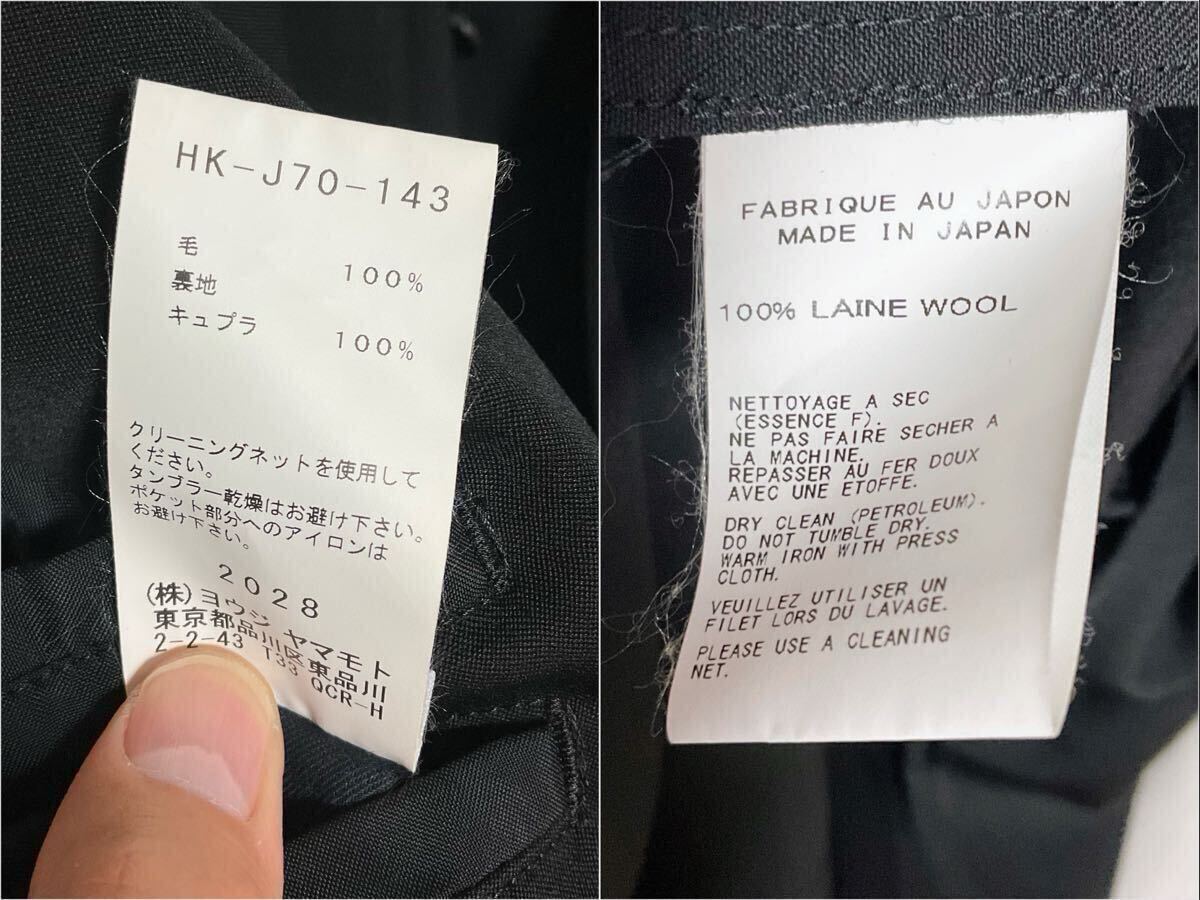 HK-J70-143
毛 100%
裏地
キュプラ 100%
クリーニングネットを使用して
ください。
タンブラー乾燥はお避け下さい。
ポケット部分へのアイロンは
お避け下さい。
2028
(株)ヨウジ ヤマモト
東京都品川区東品川
2-2-43 T33 QCR-H
FABRIQUE AU JAPON
MADE IN JAPAN
100% LAINE WOOL
NETTOYAGE A SEC
(ESSENCE F).
NE PAS FAIRE SECHER A
LA MACHINE.
REPASSER AU FER DOUX
AVEC UNE ETOFFE.
DRY CLEAN (PETROLEUM).
DO NOT TUMBLE DRY.
WARM IRON WITH PRESS
CLOTH.
VEUILLEZ UTILISER UN
FILET LORS DU LAVAGE.
PLEASE USE A CLEANING
NET.